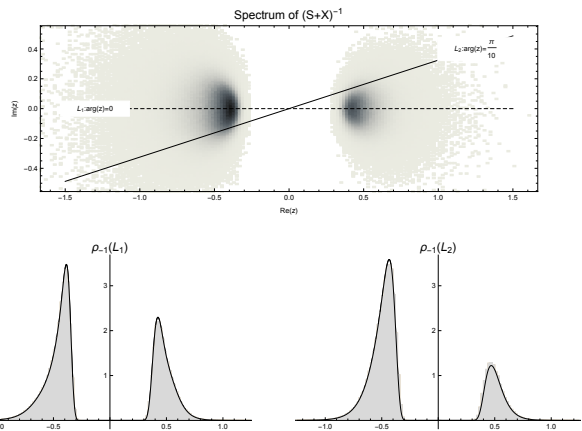 Spectrum of (S+X)⁻¹
0.4
0.2
0.0
−0.2
−0.4
Im(z)
L₂:arg(z)=π/10
L₁:arg(z)=0
−1.5 −1.0 −0.5 0.0 0.5 1.0 1.5
Re(z)
ρ₋₁(L₁) ρ₋₁(L₂)
3 3
2 2
1 1
0 −0.5 0.5 1.0 −1.0 −0.5 0.5 1.0